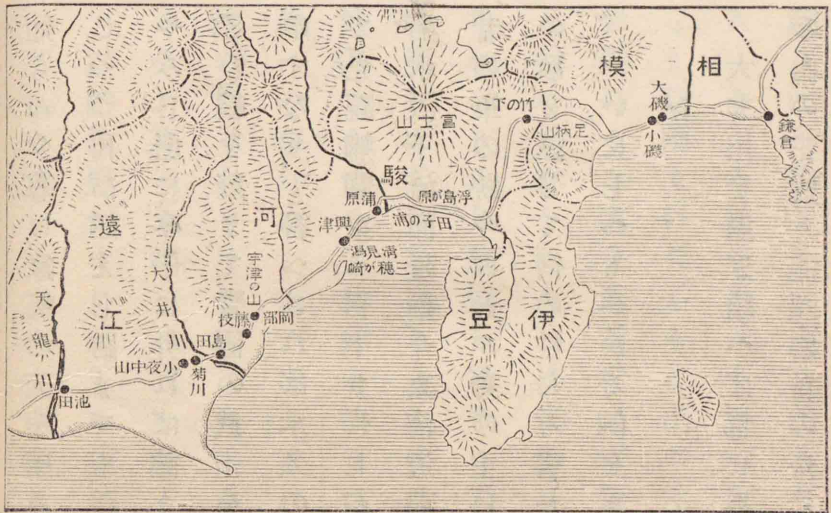 相模
鎌倉
大磯
小磯
足柄山
竹の下
富士山
駿河
浮島が原
田子の浦
蒲原
興津
清見潟
三穗が崎
伊豆
宇津の山
岡部
藤枝
島田
大井川
菊川
小夜中山
遠江
天龍川
池田